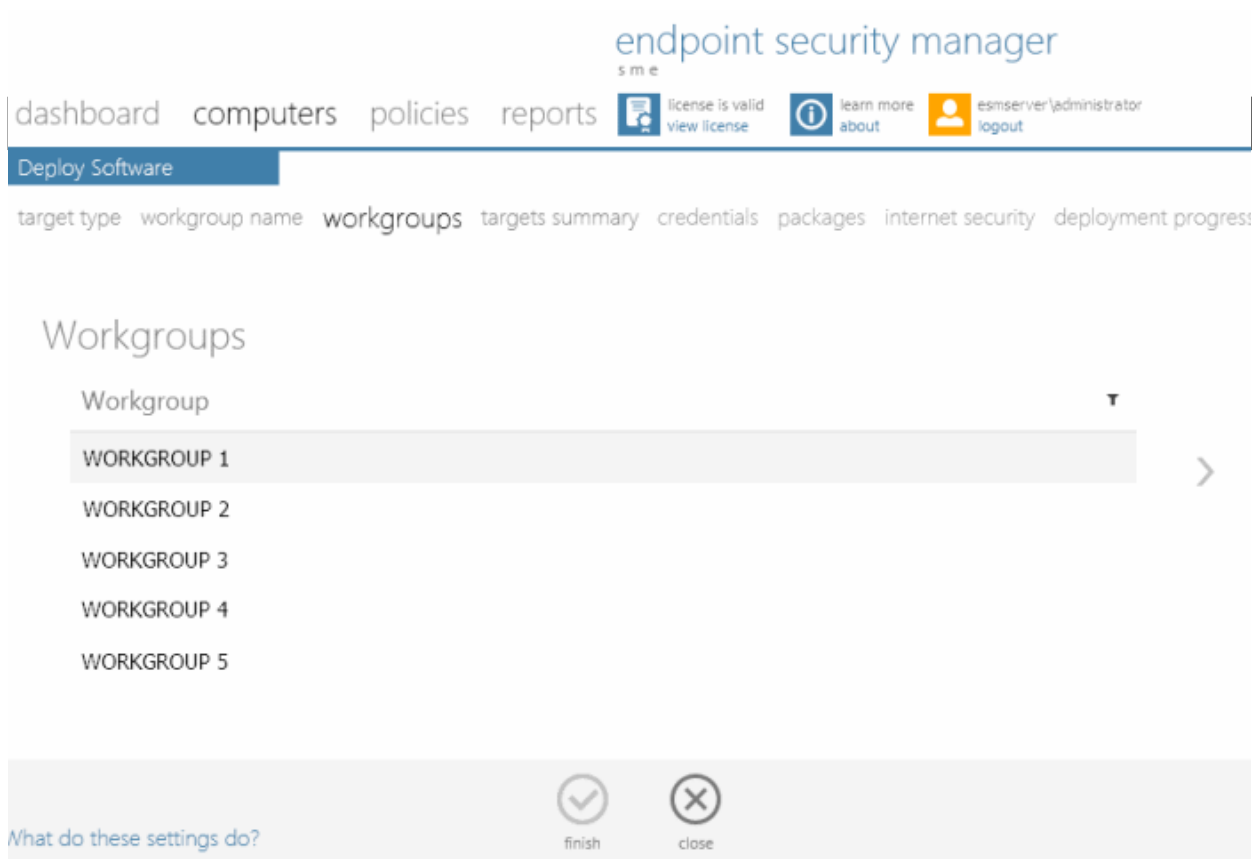 endpoint security manager
sme
dashboard computers policies reports
license is valid
view license
learn more
about
esmserver\administrator
logout
Deploy Software
target type workgroup name workgroups targets summary credentials packages internet security deployment progress
Workgroups
Workgroup
WORKGROUP 1
WORKGROUP 2
WORKGROUP 3
WORKGROUP 4
WORKGROUP 5
What do these settings do?
finish
close